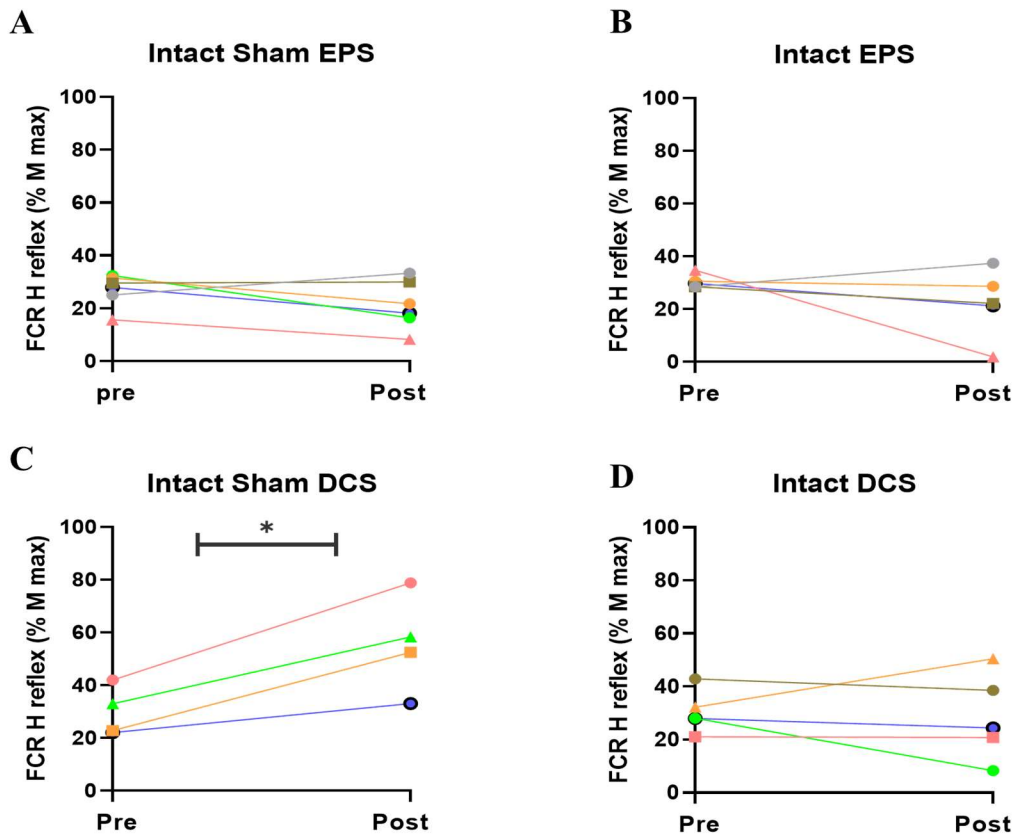 A
Intact Sham EPS
FCR H reflex (% M max)
100
80
60
40
20
0
pre
Post
B
Intact EPS
FCR H reflex (% M max)
100
80
60
40
20
0
Pre
Post
C
Intact Sham DCS
*
FCR H reflex (% M max)
100
80
60
40
20
0
Pre
Post
D
Intact DCS
FCR H reflex (% M max)
100
80
60
40
20
0
Pre
Post